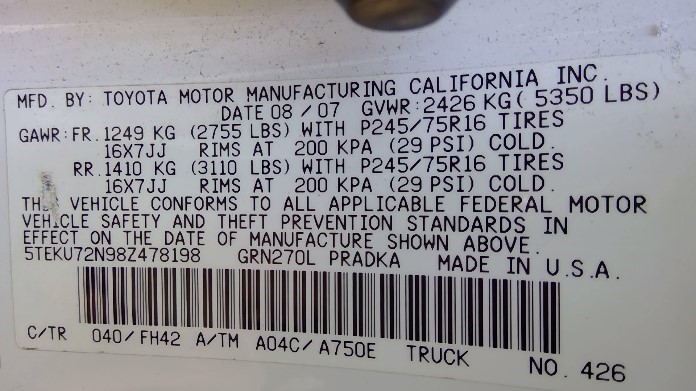 MFD. BY: TOYOTA MOTOR MANUFACTURING CALIFORNIA INC.
DATE 08/07 GVWR:2426 KG( 5350 LBS)
GAWR:FR.1249 KG (2755 LBS) WITH P245/75R16 TIRES
16X7JJ RIMS AT 200 KPA (29 PSI) COLD.
RR.1410 KG (3110 LBS) WITH P245/75R16 TIRES
16X7JJ RIMS AT 200 KPA (29 PSI) COLD.
THIS VEHICLE CONFORMS TO ALL APPLICABLE FEDERAL MOTOR
VEHICLE SAFETY AND THEFT PREVENTION STANDARDS IN
EFFECT ON THE DATE OF MANUFACTURE SHOWN ABOVE.
5TEKU72N98Z478198 GRN270L PRADKA MADE IN U.S.A.
C/TR 040/FH42 A/TM A04C/A750E TRUCK NO. 426